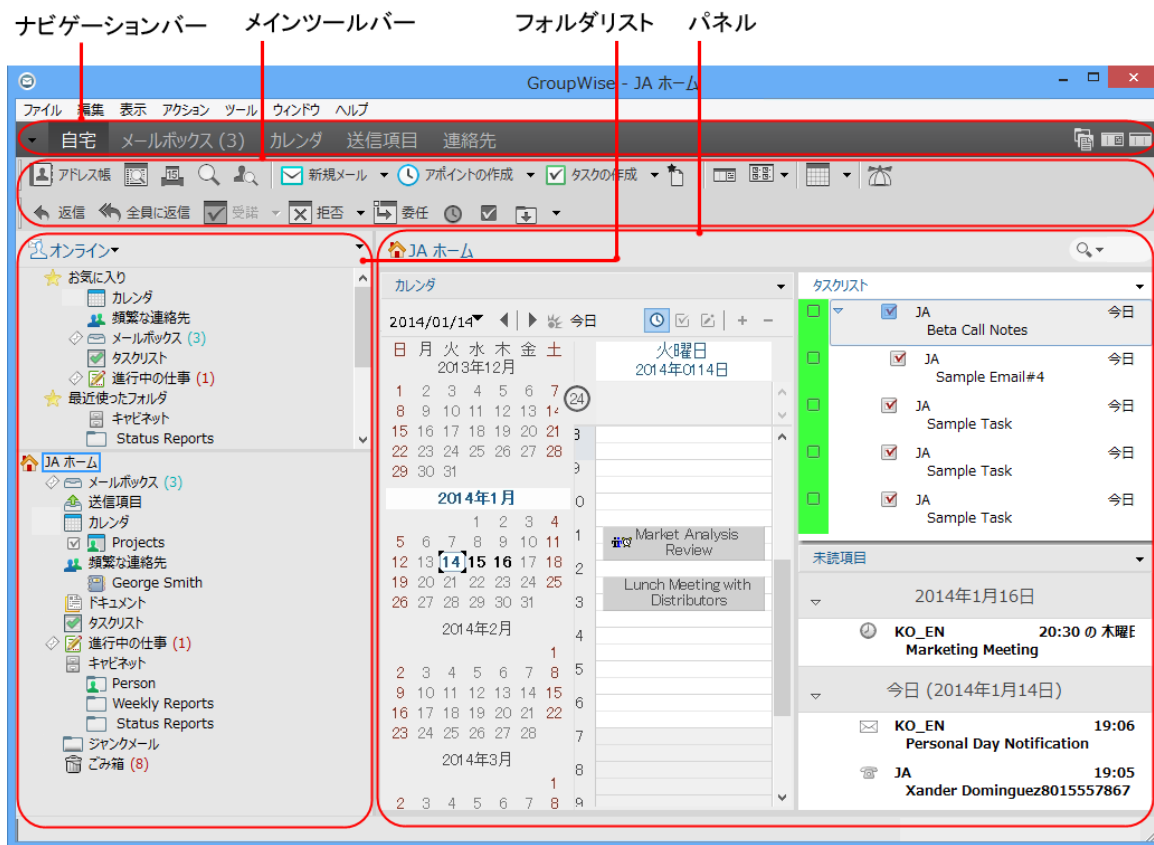 ナビゲーションバー メインツールバー フォルダリスト パネル
GroupWise - JA ホーム
ファイル 編集 表示 アクション ツール ウィンドウ ヘルプ
自宅 メールボックス (3) カレンダ 送信項目 連絡先
アドレス帳 15 新規メール アポイントの作成 タスクの作成
返信 全員に返信 受諾 拒否 委任
オンライン
お気に入り
カレンダ
頻繁な連絡先
メールボックス (3)
タスクリスト
進行中の仕事 (1)
最近使ったフォルダ
キャビネット
Status Reports
JA ホーム
メールボックス (3)
送信項目
カレンダ
Projects
頻繁な連絡先
George Smith
ドキュメント
タスクリスト
進行中の仕事 (1)
キャビネット
Person
Weekly Reports
Status Reports
ジャンクメール
ごみ箱 (8)
JA ホーム
カレンダ
2014/01/14 今日
日 月 火 水 木 金 土
2013年12月
1 2 3 4 5 6 7
8 9 10 11 12 13 14
15 16 17 18 19 20 21
22 23 24 25 26 27 28
29 30 31
2014年1月
1 2 3 4
5 6 7 8 9 10 11
12 13 14 15 16 17 18
19 20 21 22 23 24 25
26 27 28 29 30 31
2014年2月
1
2 3 4 5 6 7 8
9 10 11 12 13 14 15
16 17 18 19 20 21 22
23 24 25 26 27 28
2014年3月
1
2 3 4 5 6 7 8
火曜日
2014年0114日
24
9
0
1
2
3
4
5
6
7
8
9
Market Analysis
Review
Lunch Meeting with
Distributors
タスクリスト
JA 今日
Beta Call Notes
JA 今日
Sample Email#4
JA 今日
Sample Task
JA 今日
Sample Task
JA 今日
Sample Task
未読項目
2014年1月16日
KO_EN 20:30 の 木曜
Marketing Meeting
今日 (2014年1月14日)
KO_EN 19:06
Personal Day Notification
JA 19:05
Xander Dominguez8015557867